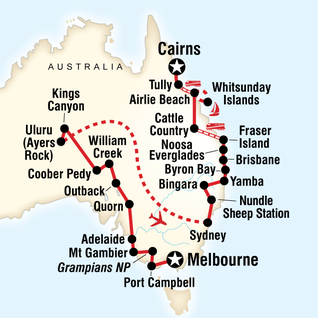 Cairns
AUSTRALIA
Tully
Kings
Canyon
Airlie Beach
Whitsunday
Islands
Cattle
Country
Uluru
(Ayers
Rock)
William
Creek
Fraser
Island
Noosa
Everglades
Brisbane
Byron Bay
Coober Pedy
Bingara
Yamba
Outback
Nundle
Sheep Station
Quorn
Sydney
Adelaide
Mt Gambier
Melbourne
Grampians NP
Port Campbell